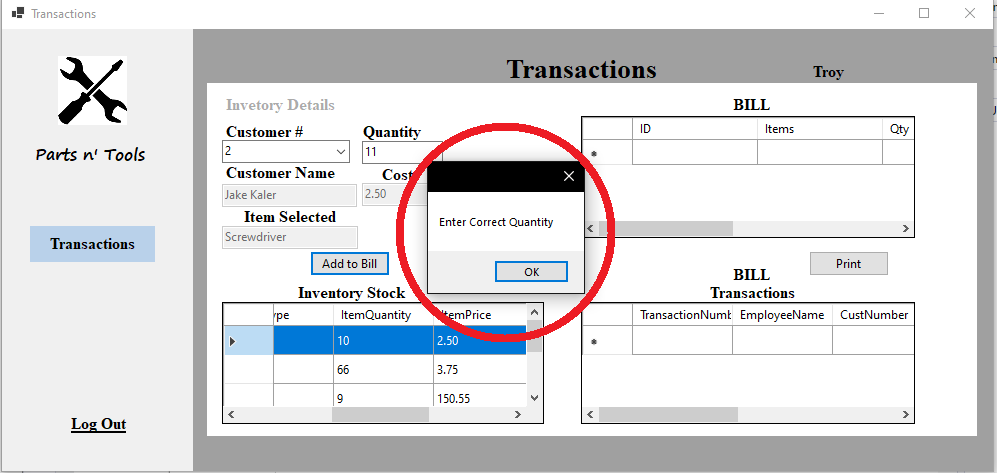 Transactions
Parts n' Tools
Transactions
Log Out
Transactions
Troy
Invetory Details
Customer #
Quantity
2
11
Customer Name
Cost
Jake Kaler
2.50
Item Selected
Screwdriver
Add to Bill
Enter Correct Quantity
OK
Inventory Stock
ype ItemQuantity ItemPrice
10 2.50
66 3.75
9 150.55
BILL
ID Items Qty
Print
BILL
Transactions
TransactionNumb EmployeeName CustNumber